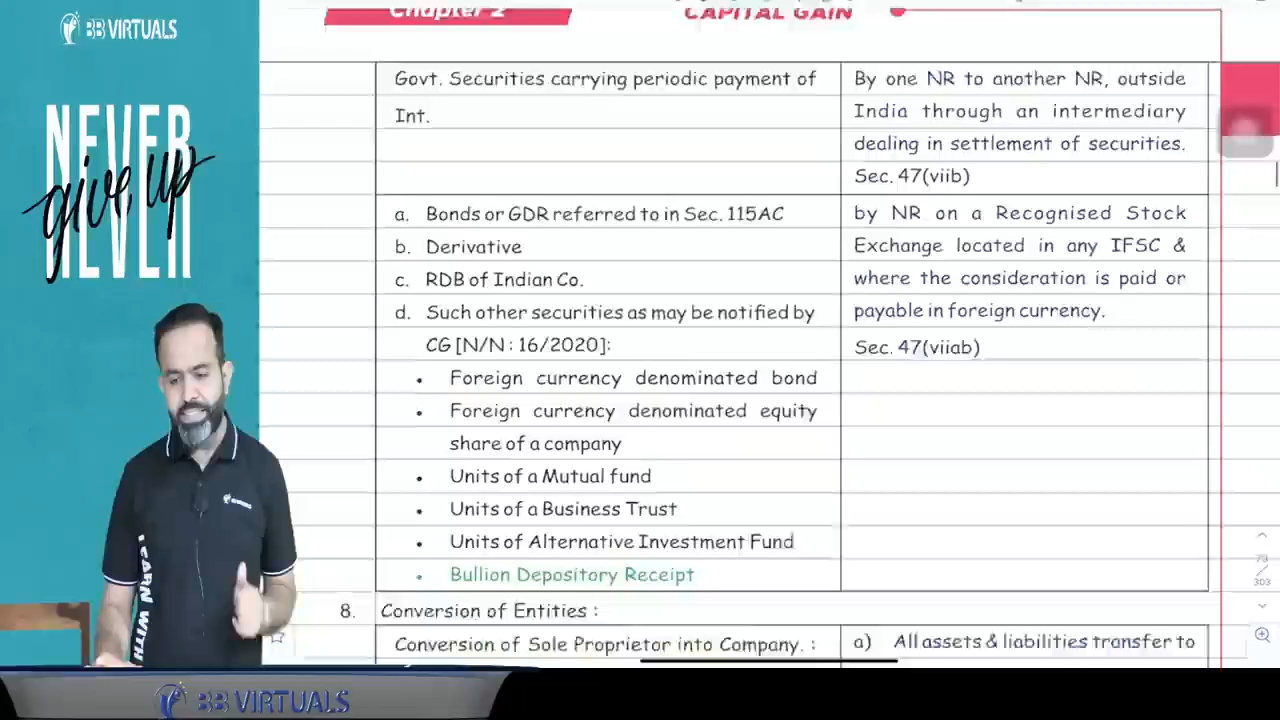 BB VIRTUALS
NEVER
give up
NEVER
Chapter 2
CAPITAL GAIN
Govt. Securities carrying periodic payment of
Int.
By one NR to another NR, outside
India through an intermediary
dealing in settlement of securities.
Sec. 47(viib)
a. Bonds or GDR referred to in Sec. 115AC
b. Derivative
c. RDB of Indian Co.
d. Such other securities as may be notified by
CG [N/N : 16/2020]:
• Foreign currency denominated bond
• Foreign currency denominated equity
share of a company
• Units of a Mutual fund
• Units of a Business Trust
• Units of Alternative Investment Fund
• Bullion Depository Receipt
by NR on a Recognised Stock
Exchange located in any IFSC &
where the consideration is paid or
payable in foreign currency.
Sec. 47(viiab)
8. Conversion of Entities :
Conversion of Sole Proprietor into Company. :
a) All assets & liabilities transfer to
73
303
LEARN WITH
BB VIRTUALS